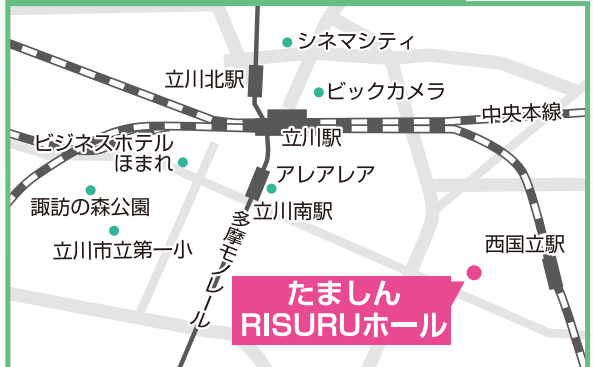 シネマシティ
立川北駅
ビックカメラ
中央本線
立川駅
ビジネスホテル
ほまれ
アレアレア
諏訪の森公園
立川南駅
多摩モノレール
立川市立第一小
西国立駅
たましん
RISURUホール